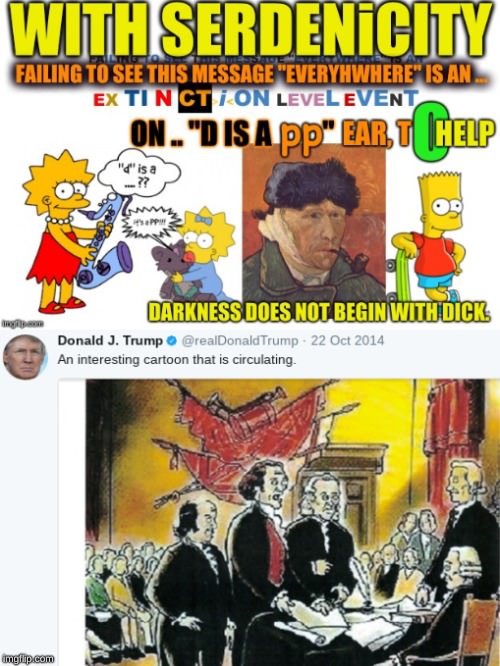 WITH SERDENiCITY
FAILING TO SEE THIS MESSAGE "EVERYHWHERE" IS AN ...
EX TI N CT >i<ON LEVEL EVENT
ON .. "D IS A pp" EAR, T 0 HELP
"d" is a
.... ??
it's a PP!!!
DARKNESS DOES NOT BEGIN WITH DICK.
imgflip.com
Donald J. Trump @realDonaldTrump · 22 Oct 2014
An interesting cartoon that is circulating.
imgflip.com